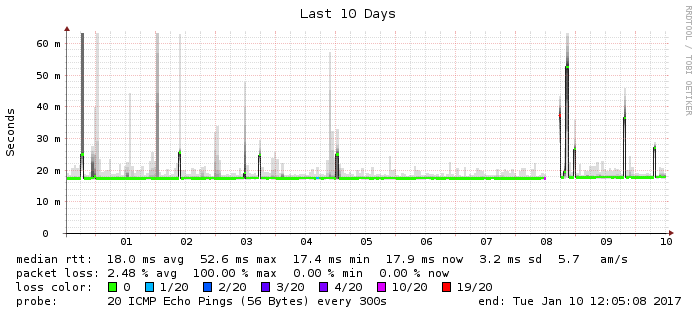 Last 10 Days
RRDTOOL / TOBI OETIKER
Seconds
60 m
50 m
40 m
30 m
20 m
10 m
0
01 02 03 04 05 06 07 08 09 10
median rtt: 18.0 ms avg 52.6 ms max 17.4 ms min 17.9 ms now 3.2 ms sd 5.7 am/s
packet loss: 2.48 % avg 100.00 % max 0.00 % min 0.00 % now
loss color: 0 1/20 2/20 3/20 4/20 10/20 19/20
probe: 20 ICMP Echo Pings (56 Bytes) every 300s end: Tue Jan 10 12:05:08 2017